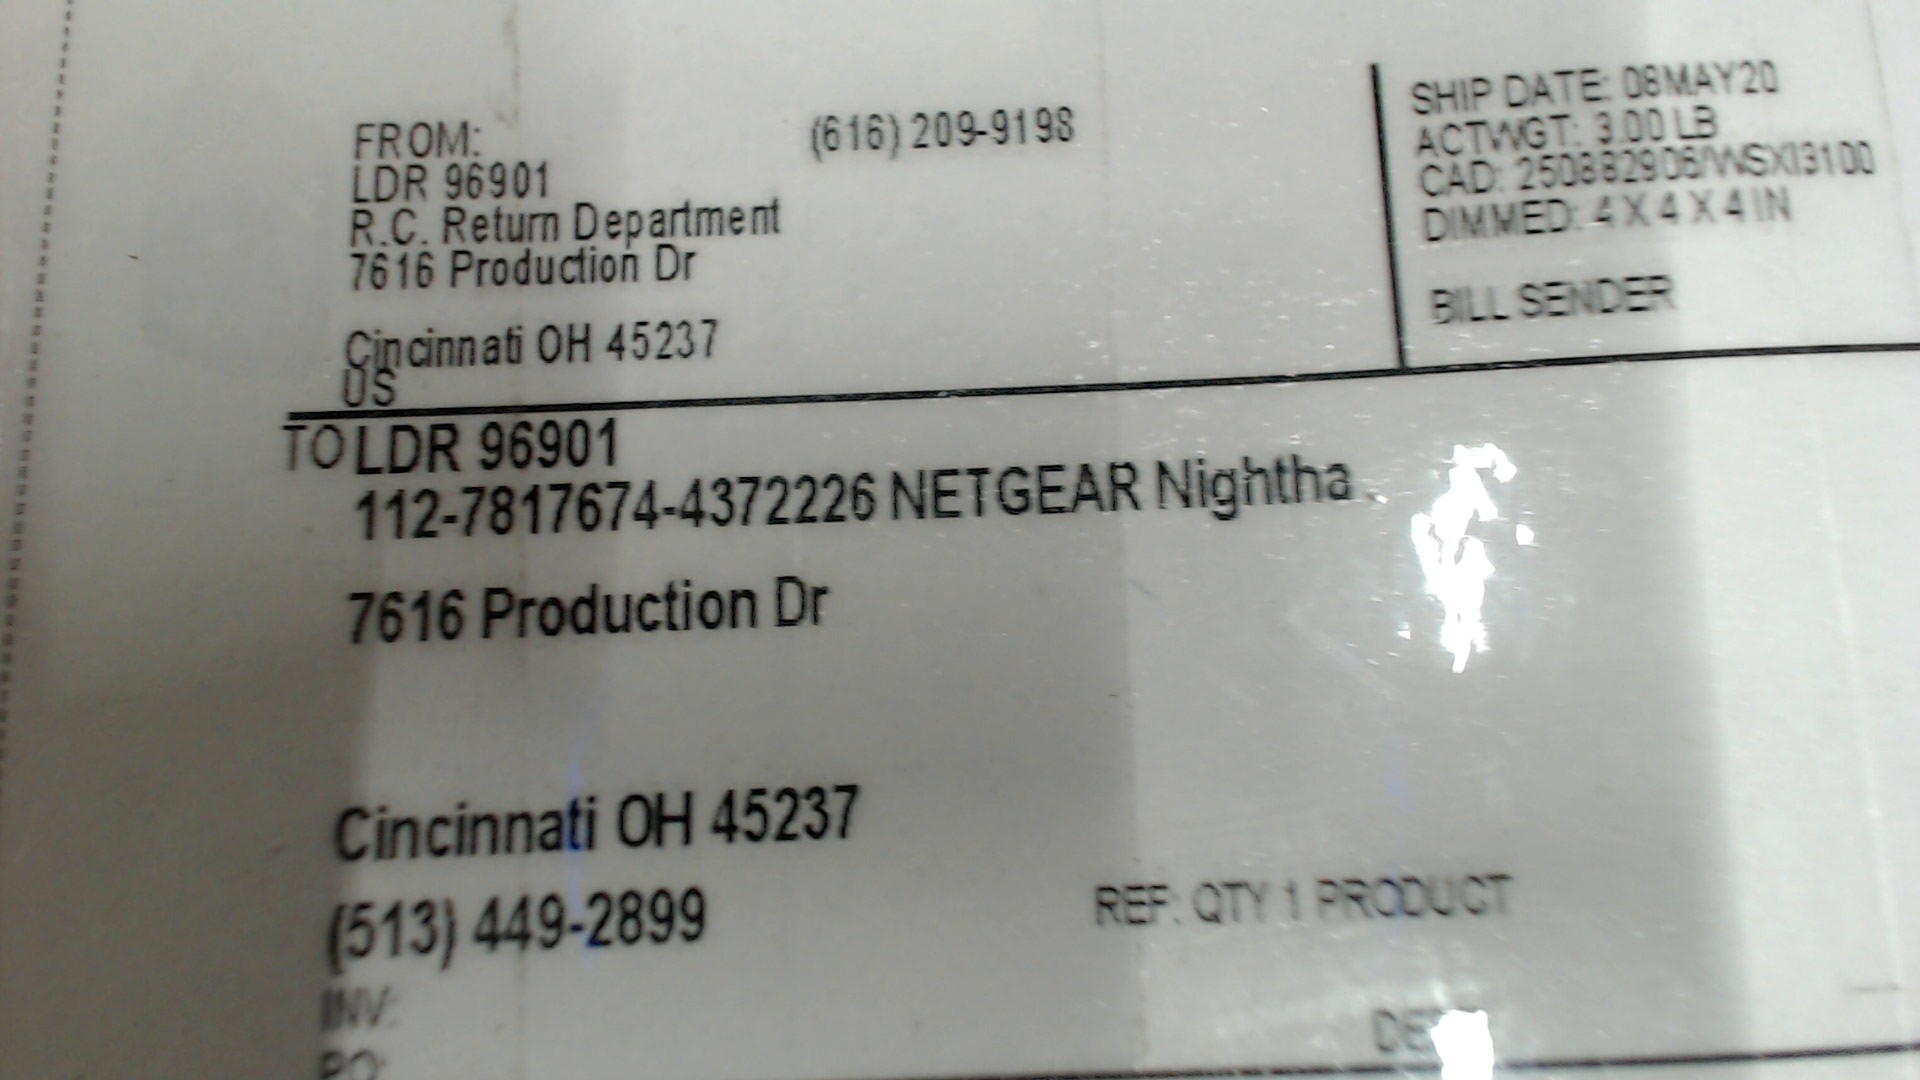 FROM:
(616) 209-9198
LDR 96901
R.C. Return Department
7616 Production Dr
Cincinnati OH 45237
US
SHIP DATE: 08MAY20
ACTWGT: 3.00 LB
CAD: 250882906/WSXI3100
DIMMED: 4 X 4 X 4 IN
BILL SENDER
TO LDR 96901
112-7817674-4372226 NETGEAR Nightha
7616 Production Dr
Cincinnati OH 45237
(513) 449-2899
REF: QTY 1 PRODUCT
INV:
PO: